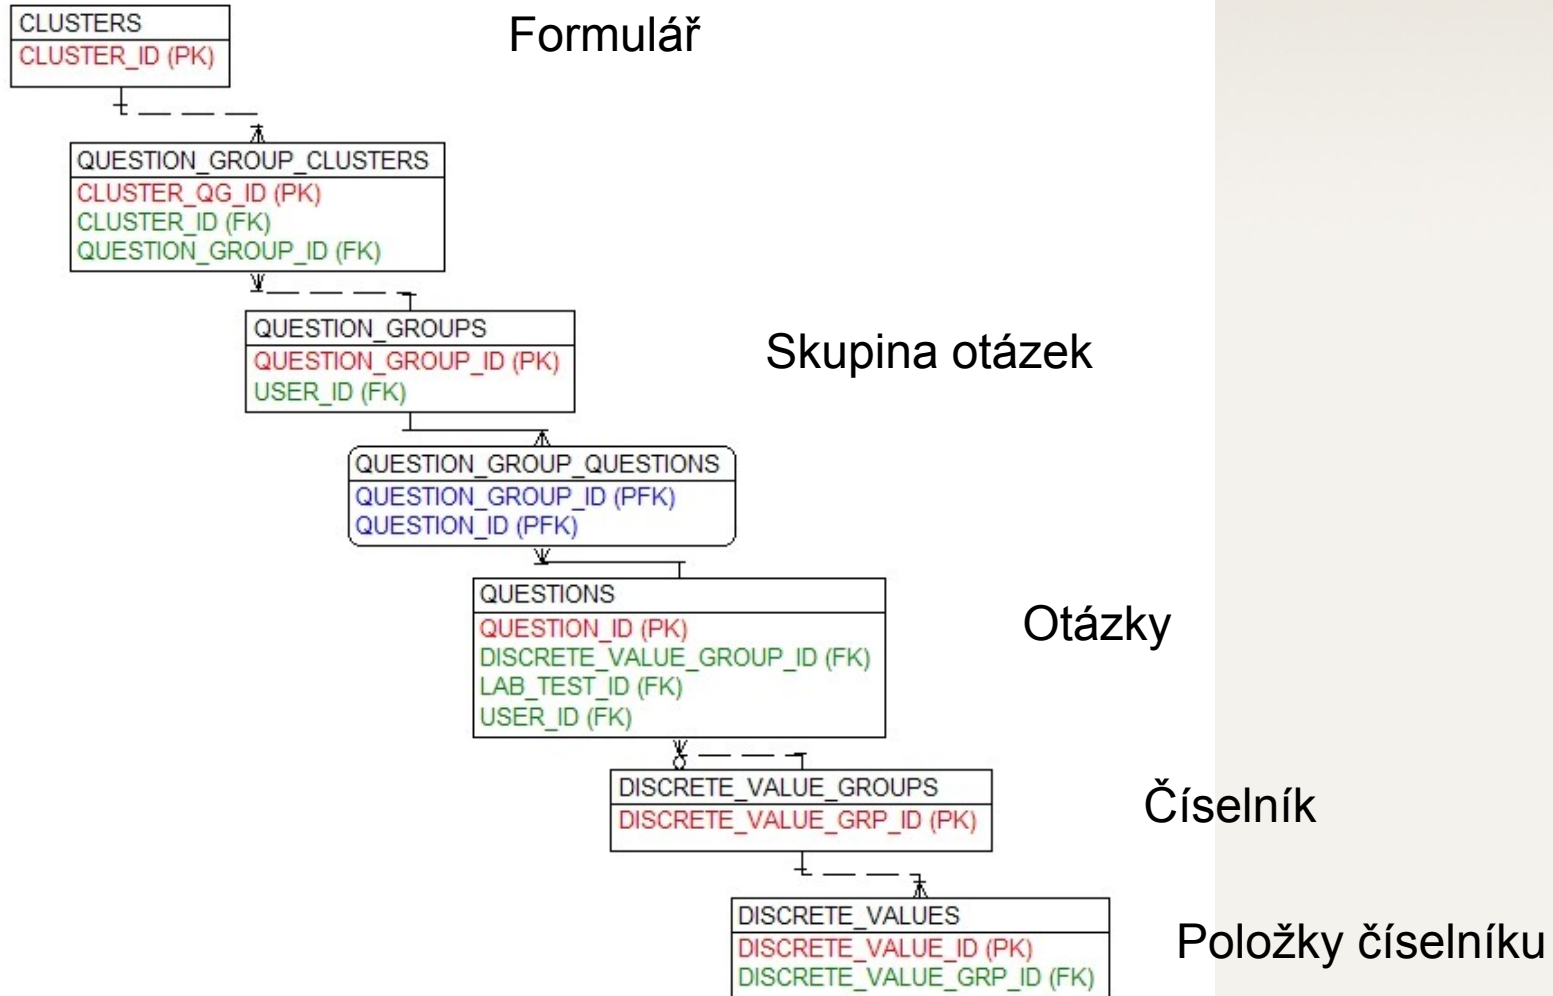 CLUSTERS
CLUSTER_ID (PK)
Formulář
QUESTION_GROUP_CLUSTERS
CLUSTER_QG_ID (PK)
CLUSTER_ID (FK)
QUESTION_GROUP_ID (FK)
QUESTION_GROUPS
QUESTION_GROUP_ID (PK)
USER_ID (FK)
Skupina otázek
QUESTION_GROUP_QUESTIONS
QUESTION_GROUP_ID (PFK)
QUESTION_ID (PFK)
QUESTIONS
QUESTION_ID (PK)
DISCRETE_VALUE_GROUP_ID (FK)
LAB_TEST_ID (FK)
USER_ID (FK)
Otázky
DISCRETE_VALUE_GROUPS
DISCRETE_VALUE_GRP_ID (PK)
Číselník
DISCRETE_VALUES
DISCRETE_VALUE_ID (PK)
DISCRETE_VALUE_GRP_ID (FK)
Položky číselníku